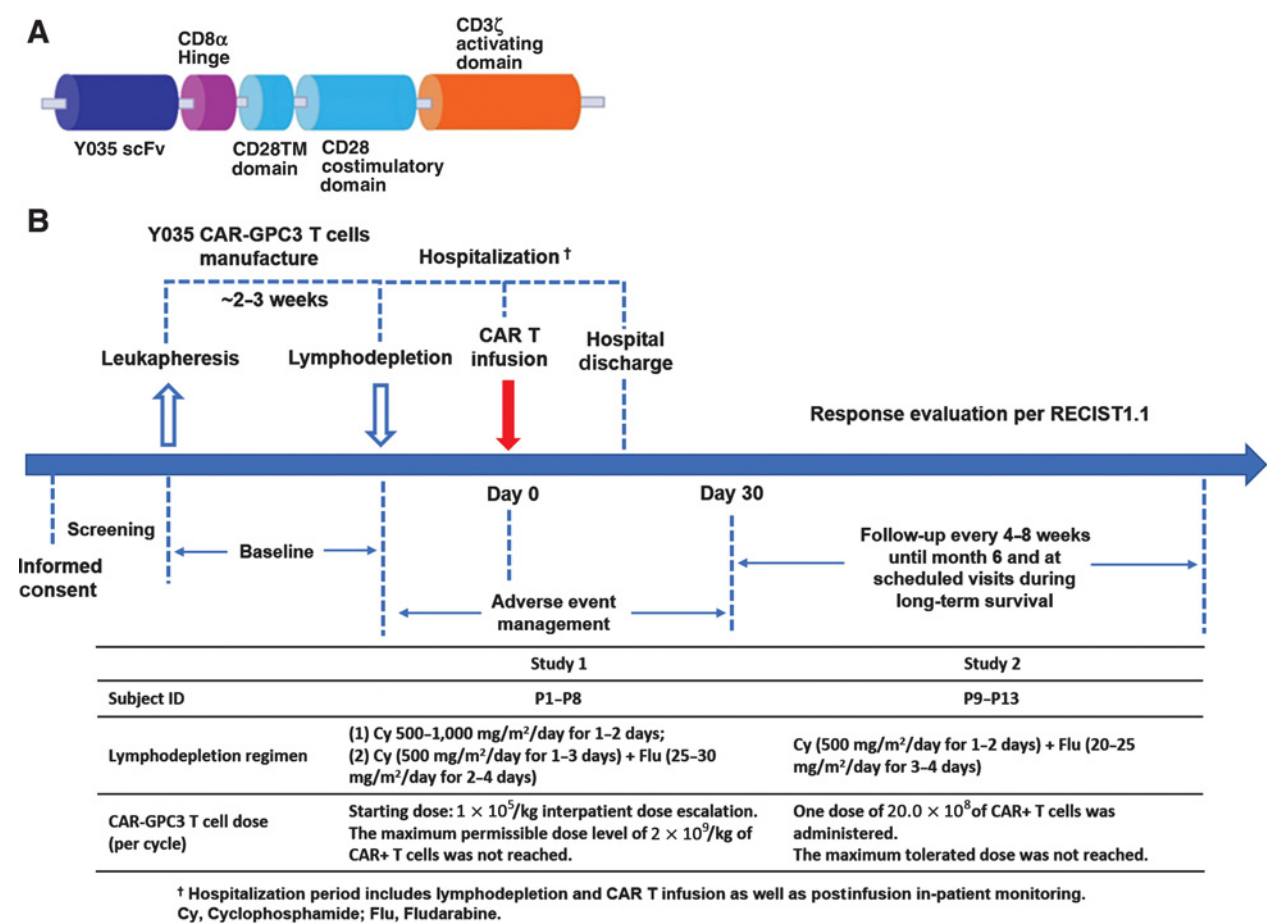 A
CD8α
Hinge
CD3ζ
activating
domain
Y035 scFv
CD28TM
domain
CD28
costimulatory
domain
B
Y035 CAR-GPC3 T cells
manufacture
Hospitalization †
~2–3 weeks
Leukapheresis
Lymphodepletion
CAR T
infusion
Hospital
discharge
Response evaluation per RECIST1.1
Day 0
Day 30
Screening
Informed
consent
Baseline
Adverse event
management
Follow-up every 4–8 weeks
until month 6 and at
scheduled visits during
long-term survival
Study 1
Study 2
Subject ID
P1–P8
P9–P13
Lymphodepletion regimen
(1) Cy 500–1,000 mg/m²/day for 1–2 days;
(2) Cy (500 mg/m²/day for 1–3 days) + Flu (25–30
mg/m²/day for 2–4 days)
Cy (500 mg/m²/day for 1–2 days) + Flu (20–25
mg/m²/day for 3–4 days)
CAR-GPC3 T cell dose
(per cycle)
Starting dose: 1 × 10⁵/kg interpatient dose escalation.
The maximum permissible dose level of 2 × 10⁹/kg of
CAR+ T cells was not reached.
One dose of 20.0 × 10⁸ of CAR+ T cells was
administered.
The maximum tolerated dose was not reached.
† Hospitalization period includes lymphodepletion and CAR T infusion as well as postinfusion in-patient monitoring.
Cy, Cyclophosphamide; Flu, Fludarabine.